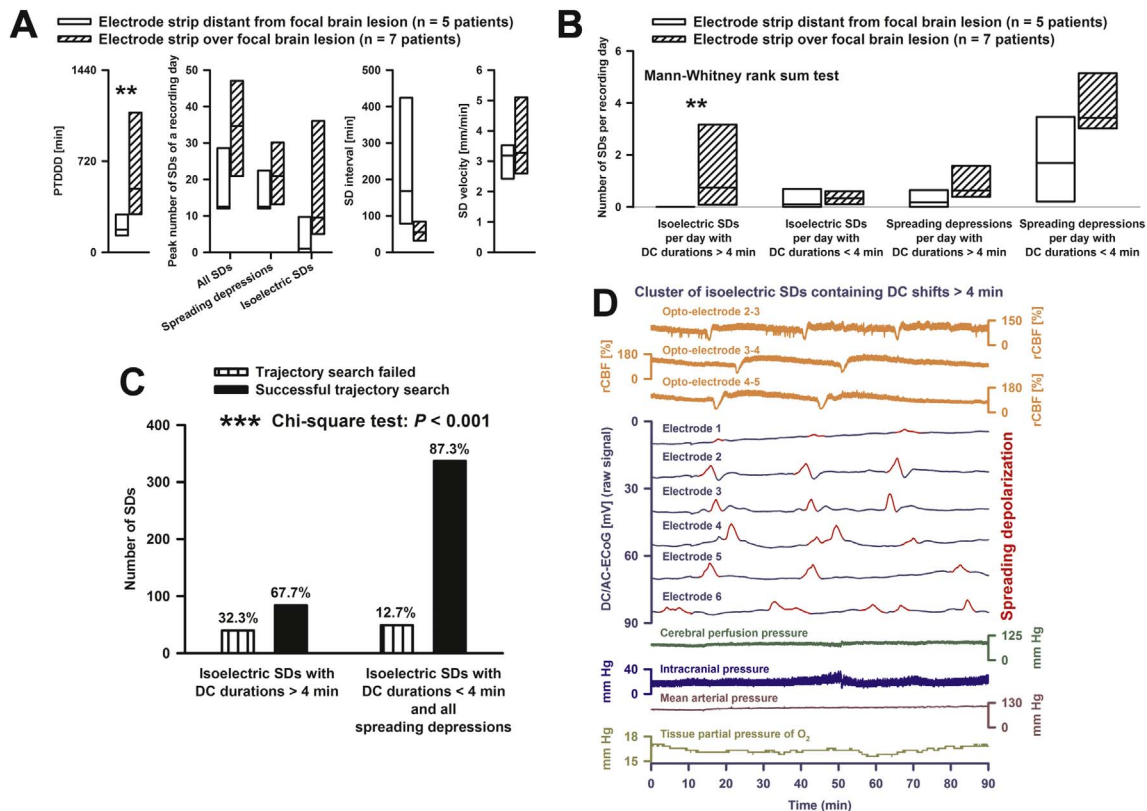 A
Electrode strip distant from focal brain lesion (n = 5 patients)
Electrode strip over focal brain lesion (n = 7 patients)
PTDDD [min]
1440
720
0
**
Peak number of SDs of a recording day
50
40
30
20
10
0
All SDs
Spreading depressions
Isoelectric SDs
SD interval [min]
500
400
300
200
100
0
SD velocity [mm/min]
6
5
4
3
2
1
0
B
Electrode strip distant from focal brain lesion (n = 5 patients)
Electrode strip over focal brain lesion (n = 7 patients)
Number of SDs per recording day
6
4
2
0
Mann-Whitney rank sum test
**
Isoelectric SDs
per day with
DC durations > 4 min
Isoelectric SDs
per day with
DC durations < 4 min
Spreading depressions
per day with
DC durations > 4 min
Spreading depressions
per day with
DC durations < 4 min
C
Trajectory search failed
Successful trajectory search
*** Chi-square test: P < 0.001
Number of SDs
400
300
200
100
0
32.3%
67.7%
12.7%
87.3%
Isoelectric SDs with
DC durations > 4 min
Isoelectric SDs with
DC durations < 4 min
and all
spreading depressions
D
Cluster of isoelectric SDs containing DC shifts > 4 min
Opto-electrode 2-3
150
0
rCBF [%]
Opto-electrode 3-4
rCBF [%]
180
0
Opto-electrode 4-5
180
0
rCBF [%]
DC/AC-ECoG [mV] (raw signal)
0
30
60
90
Electrode 1
Electrode 2
Electrode 3
Electrode 4
Electrode 5
Electrode 6
Spreading depolarization
Cerebral perfusion pressure
125
0
mm Hg
Intracranial pressure
mm Hg
40
0
Mean arterial pressure
130
0
mm Hg
Tissue partial pressure of O2
mm Hg
18
15
0 10 20 30 40 50 60 70 80 90
Time (min)